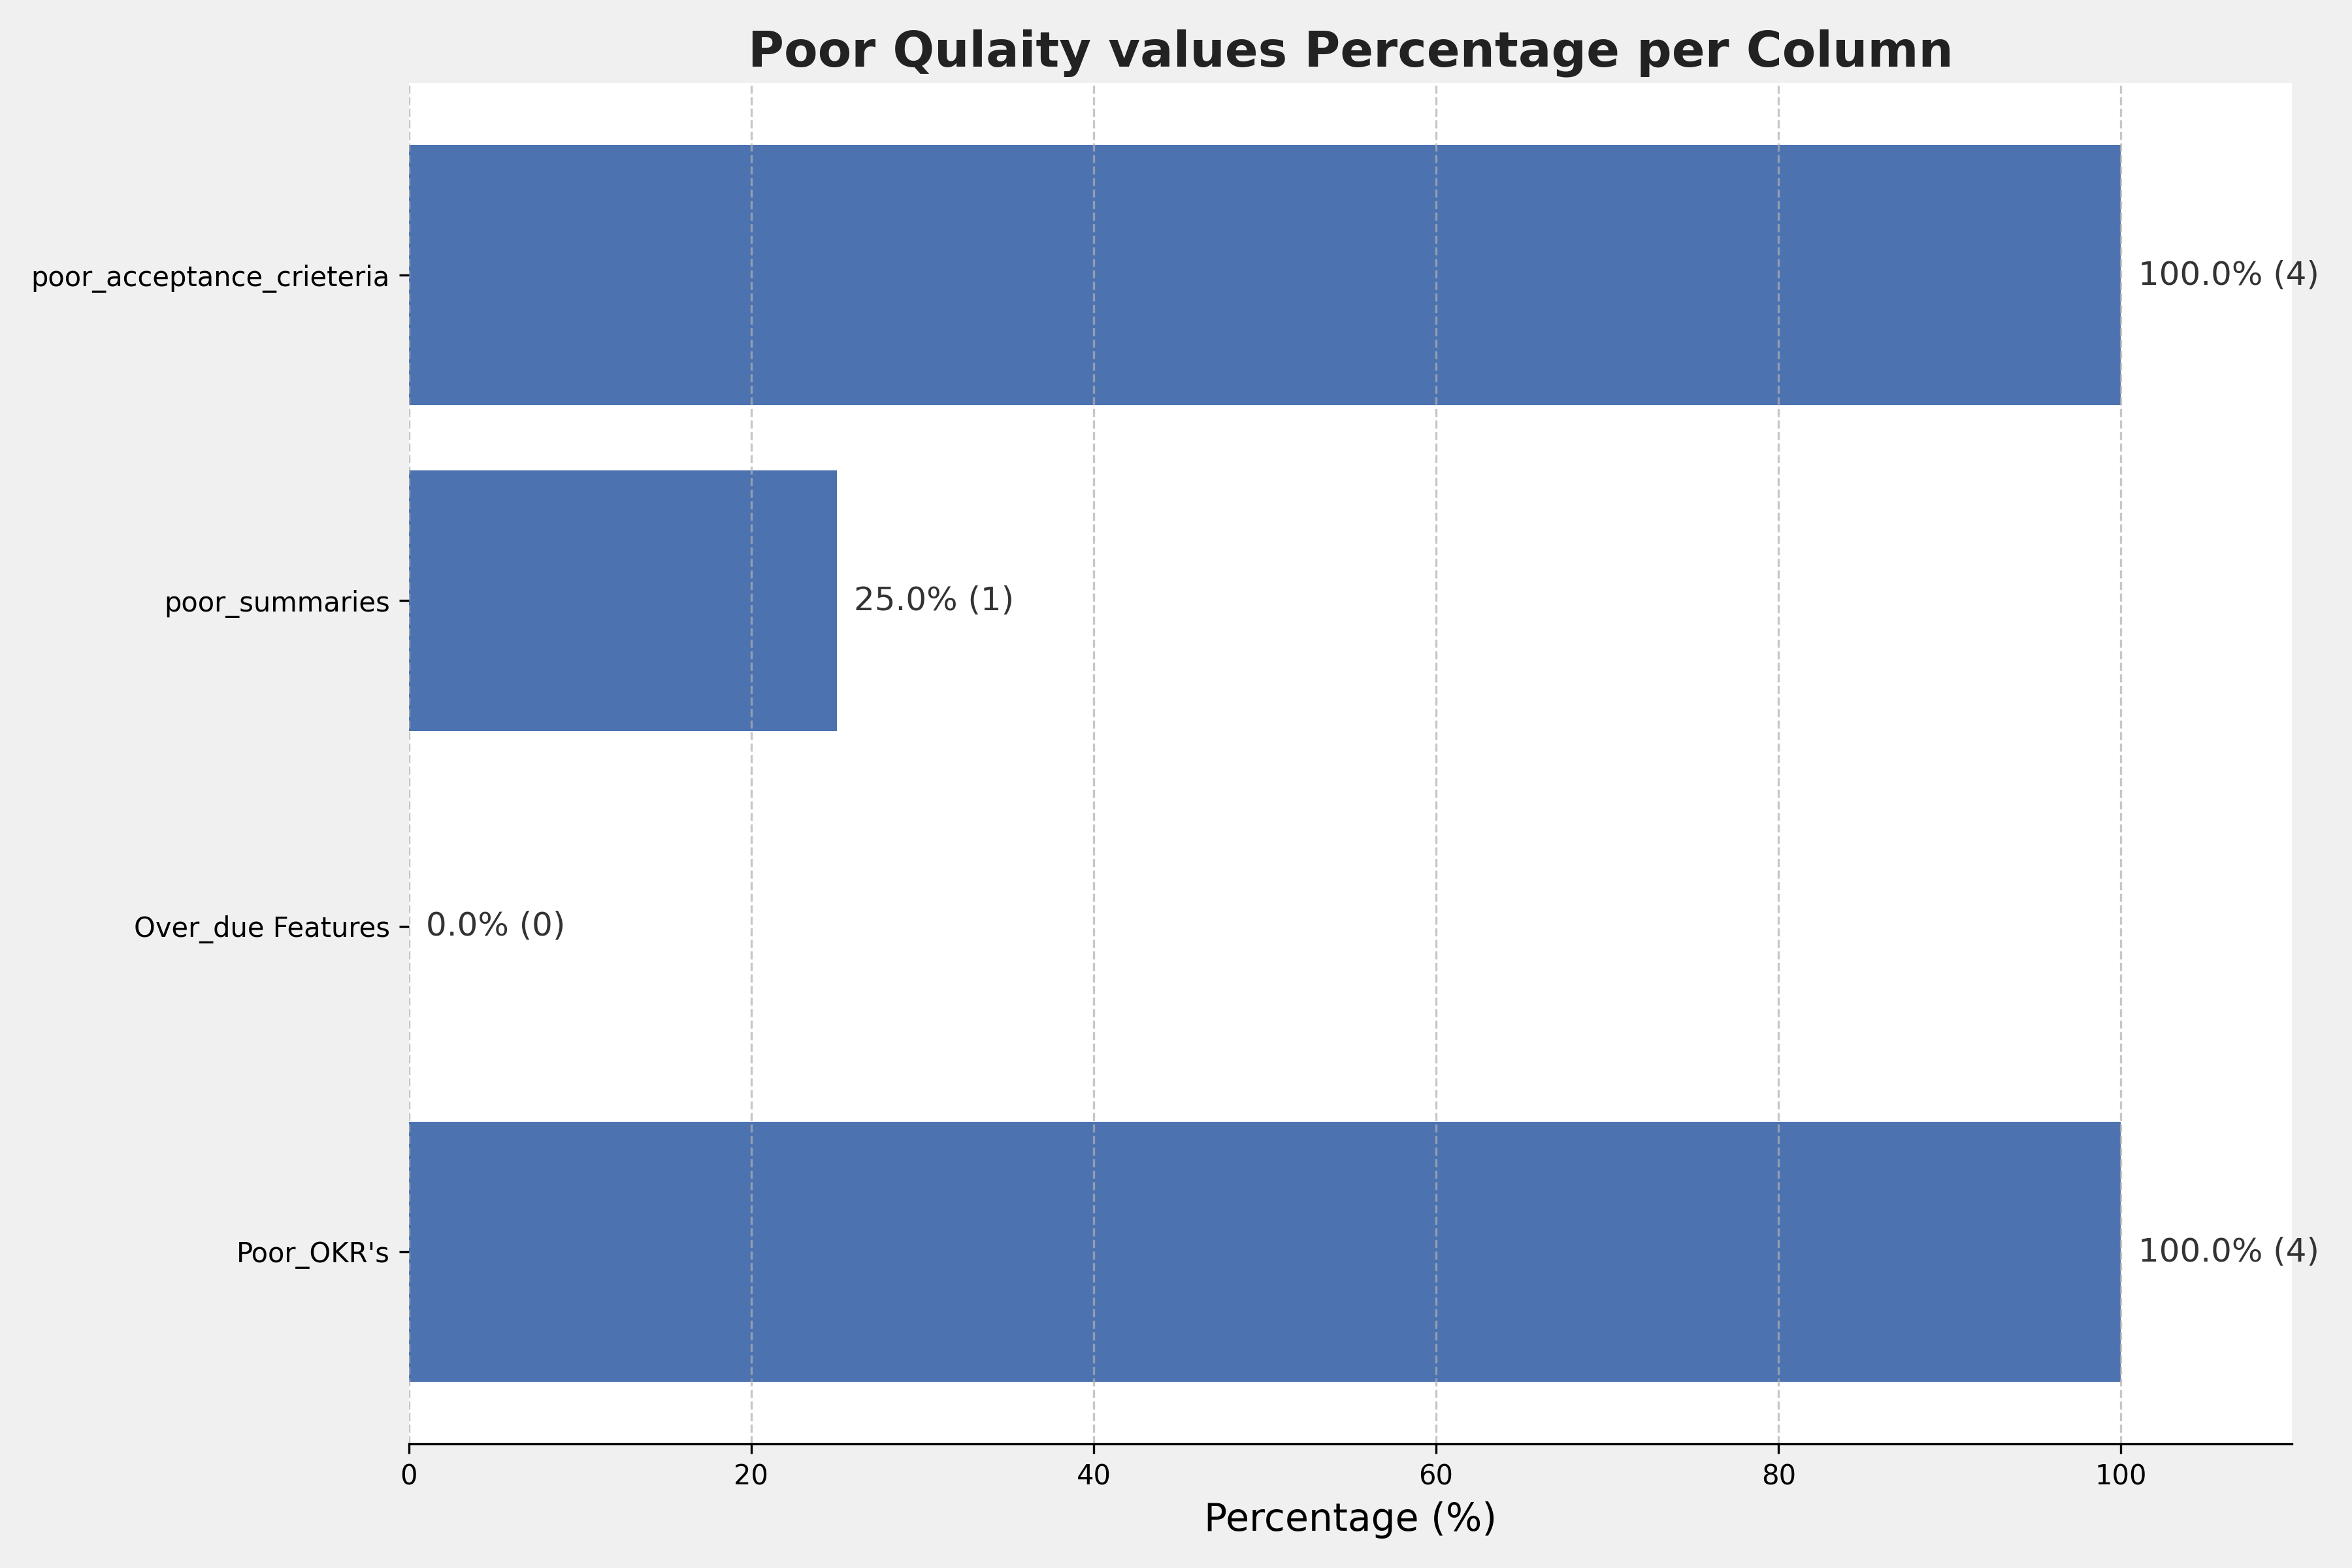 Poor Qulaity values Percentage per Column
poor_acceptance_crieteria
100.0% (4)
poor_summaries
25.0% (1)
Over_due Features
0.0% (0)
Poor_OKR's
100.0% (4)
0 20 40 60 80 100
Percentage (%)